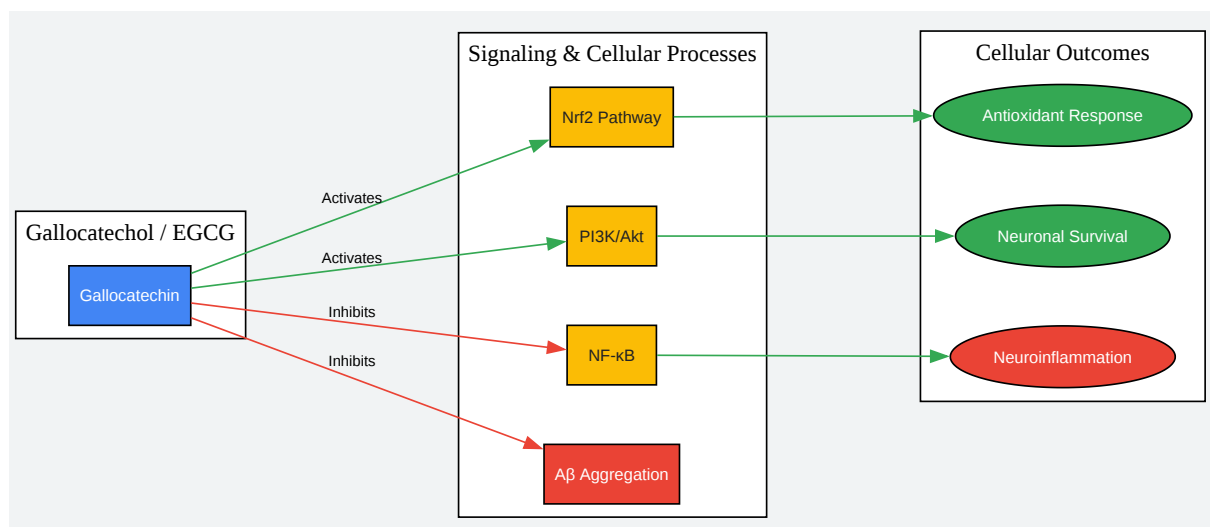 Signaling & Cellular Processes
Cellular Outcomes
Nrf2 Pathway
Antioxidant Response
Activates
Gallocatechol / EGCG
PI3K/Akt
Neuronal Survival
Activates
Gallocatechin
Inhibits
NF-κB
Neuroinflammation
Inhibits
Aβ Aggregation